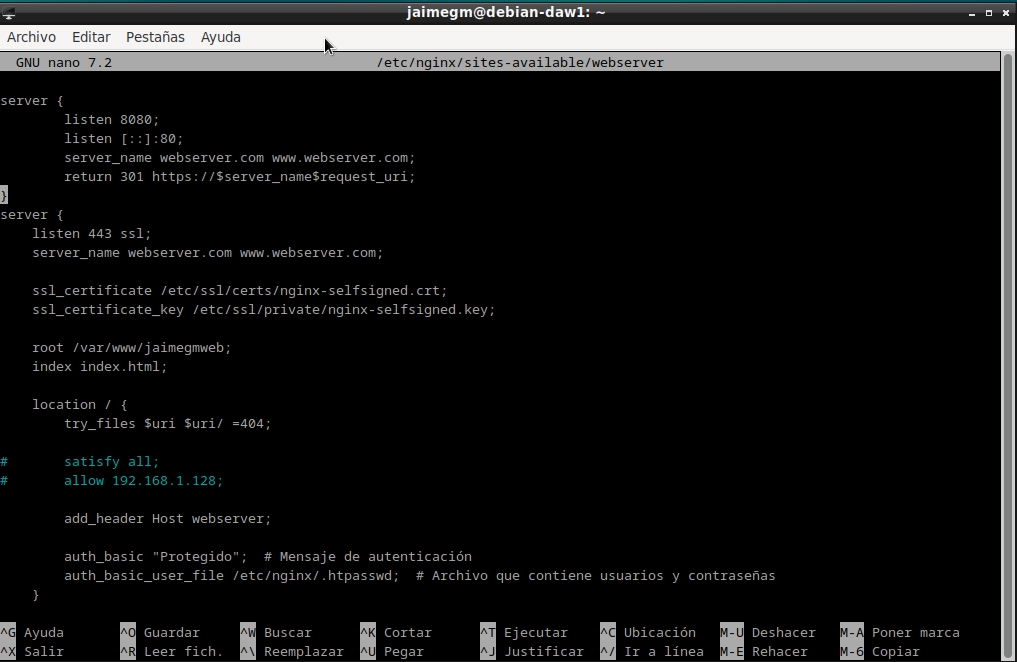 jaimegm@debian-daw1: ~
Archivo Editar Pestañas Ayuda
GNU nano 7.2 /etc/nginx/sites-available/webserver
server {
        listen 8080;
        listen [::]:80;
        server_name webserver.com www.webserver.com;
        return 301 https://$server_name$request_uri;
}
server {
    listen 443 ssl;
    server_name webserver.com www.webserver.com;
    ssl_certificate /etc/ssl/certs/nginx-selfsigned.crt;
    ssl_certificate_key /etc/ssl/private/nginx-selfsigned.key;
    root /var/www/jaimegmweb;
    index index.html;
    location / {
        try_files $uri $uri/ =404;
#       satisfy all;
#       allow 192.168.1.128;
        add_header Host webserver;
        auth_basic "Protegido";  # Mensaje de autenticación
        auth_basic_user_file /etc/nginx/.htpasswd;  # Archivo que contiene usuarios y contraseñas
    }
^G Ayuda ^O Guardar ^W Buscar ^K Cortar ^T Ejecutar ^C Ubicación M-U Deshacer M-A Poner marca
^X Salir ^R Leer fich. ^\ Reemplazar ^U Pegar ^J Justificar ^/ Ir a línea M-E Rehacer M-6 Copiar